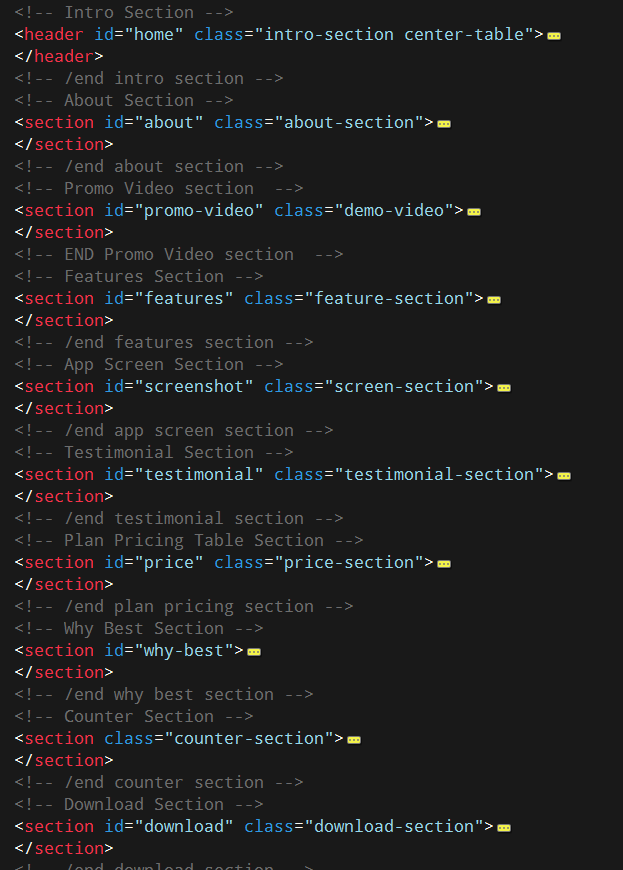 <!-- Intro Section -->
<header id="home" class="intro-section center-table">
</header>
<!-- /end intro section -->
<!-- About Section -->
<section id="about" class="about-section">
</section>
<!-- /end about section -->
<!-- Promo Video section  -->
<section id="promo-video" class="demo-video">
</section>
<!-- END Promo Video section  -->
<!-- Features Section -->
<section id="features" class="feature-section">
</section>
<!-- /end features section -->
<!-- App Screen Section -->
<section id="screenshot" class="screen-section">
</section>
<!-- /end app screen section -->
<!-- Testimonial Section -->
<section id="testimonial" class="testimonial-section">
</section>
<!-- /end testimonial section -->
<!-- Plan Pricing Table Section -->
<section id="price" class="price-section">
</section>
<!-- /end plan pricing section -->
<!-- Why Best Section -->
<section id="why-best">
</section>
<!-- /end why best section -->
<!-- Counter Section -->
<section class="counter-section">
</section>
<!-- /end counter section -->
<!-- Download Section -->
<section id="download" class="download-section">
</section>
<!-- /end download section -->